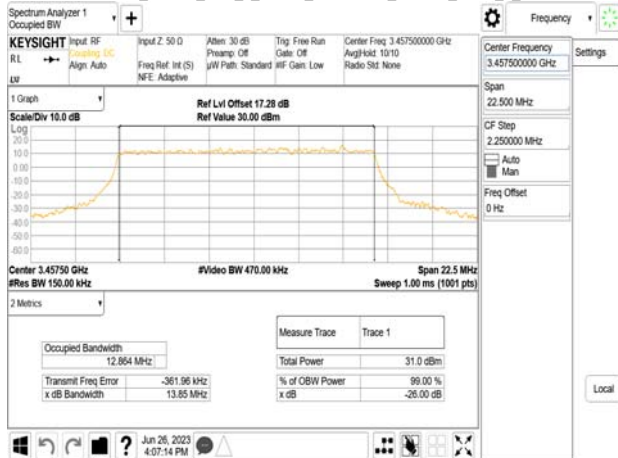 Spectrum Analyzer 1
Occupied BW
Frequency
KEYSIGHT
RL
Input: RF
Coupling: DC
Align: Auto
Input Z: 50 Ω
Freq Ref: Int (S)
NFE: Adaptive
Atten: 30 dB
Preamp: Off
µW Path: Standard
Trig: Free Run
Gate: Off
#IF Gain: Low
Center Freq: 3.457500000 GHz
Avg|Hold: 10/10
Radio Std: None
Center Frequency
3.457500000 GHz
Settings
Span
22.500 MHz
CF Step
2.250000 MHz
Auto
Man
Freq Offset
0 Hz
Local
1 Graph
Scale/Div 10.0 dB
Ref Lvl Offset 17.28 dB
Ref Value 30.00 dBm
Log
20.0
10.0
0.00
-10.0
-20.0
-30.0
-40.0
-50.0
-60.0
Center 3.45750 GHz
#Video BW 470.00 kHz
Span 22.5 MHz
#Res BW 150.00 kHz
Sweep 1.00 ms (1001 pts)
2 Metrics
Measure Trace
Trace 1
Occupied Bandwidth
12.864 MHz
Total Power
31.0 dBm
Transmit Freq Error
-361.96 kHz
% of OBW Power
99.00 %
x dB Bandwidth
13.85 MHz
x dB
-26.00 dB
?
Jun 26, 2023
4:07:14 PM